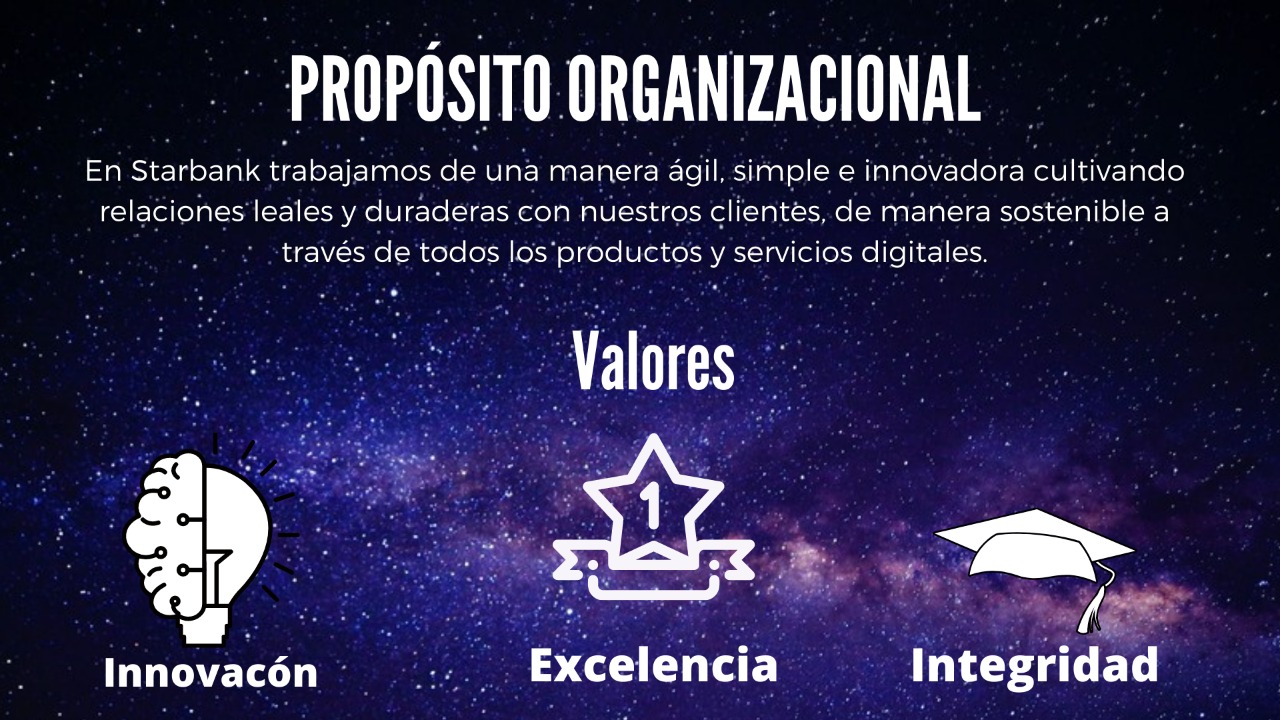 PROPÓSITO ORGANIZACIONAL
En Starbank trabajamos de una manera ágil, simple e innovadora cultivando
relaciones leales y duraderas con nuestros clientes, de manera sostenible a
través de todos los productos y servicios digitales.
Valores
1
Innovacón
Excelencia
Integridad